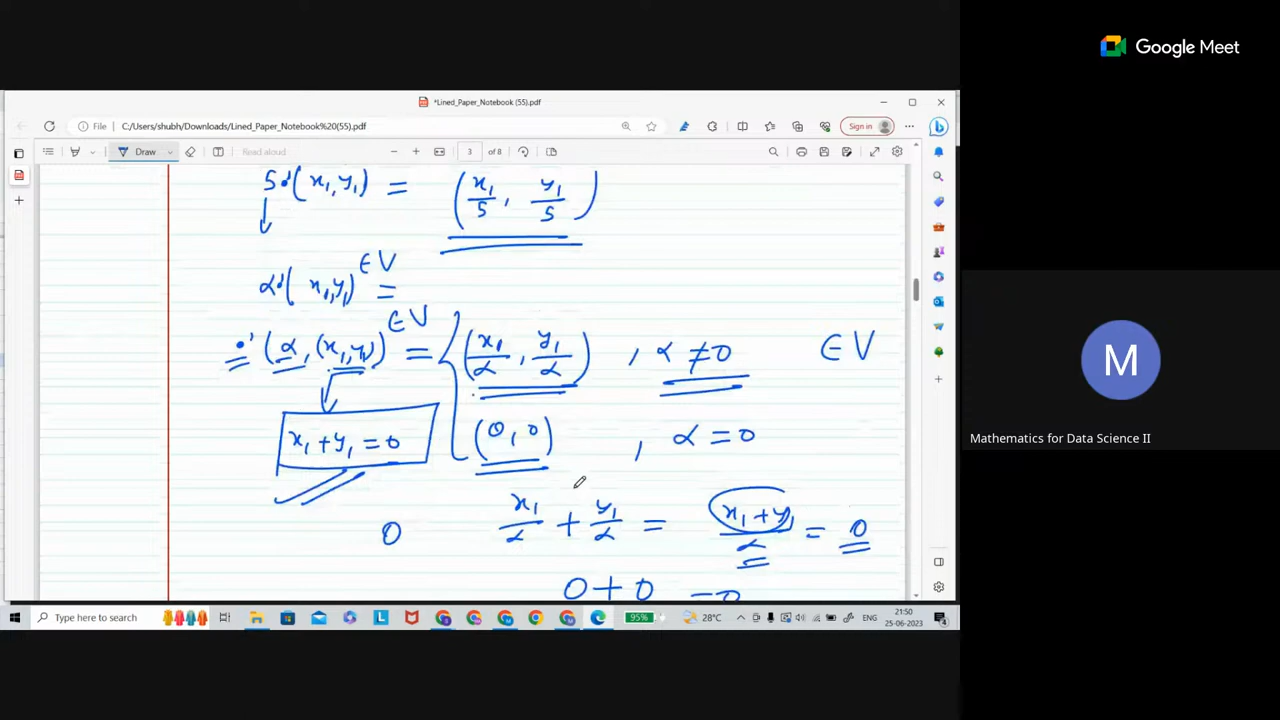 Google Meet
*Lined_Paper_Notebook (55).pdf
File C:/Users/shubh/Downloads/Lined_Paper_Notebook%20(55).pdf Sign in
Draw Read aloud 3 of 8
5·'(x₁,y₁) = (x₁/5, y₁/5)
α·'(x₁,y₁) ∈ V =
·'(α,(x₁,y₁)) ∈ V = { (x₁/α, y₁/α) , α ≠ 0 ∈ V
(0,0) , α = 0
x₁+y₁=0
0 x₁/α + y₁/α = x₁+y₁/α = 0
0 + 0 = 0
M
Mathematics for Data Science II
Type here to search
95%
28°C
ENG
21:50
25-06-2023